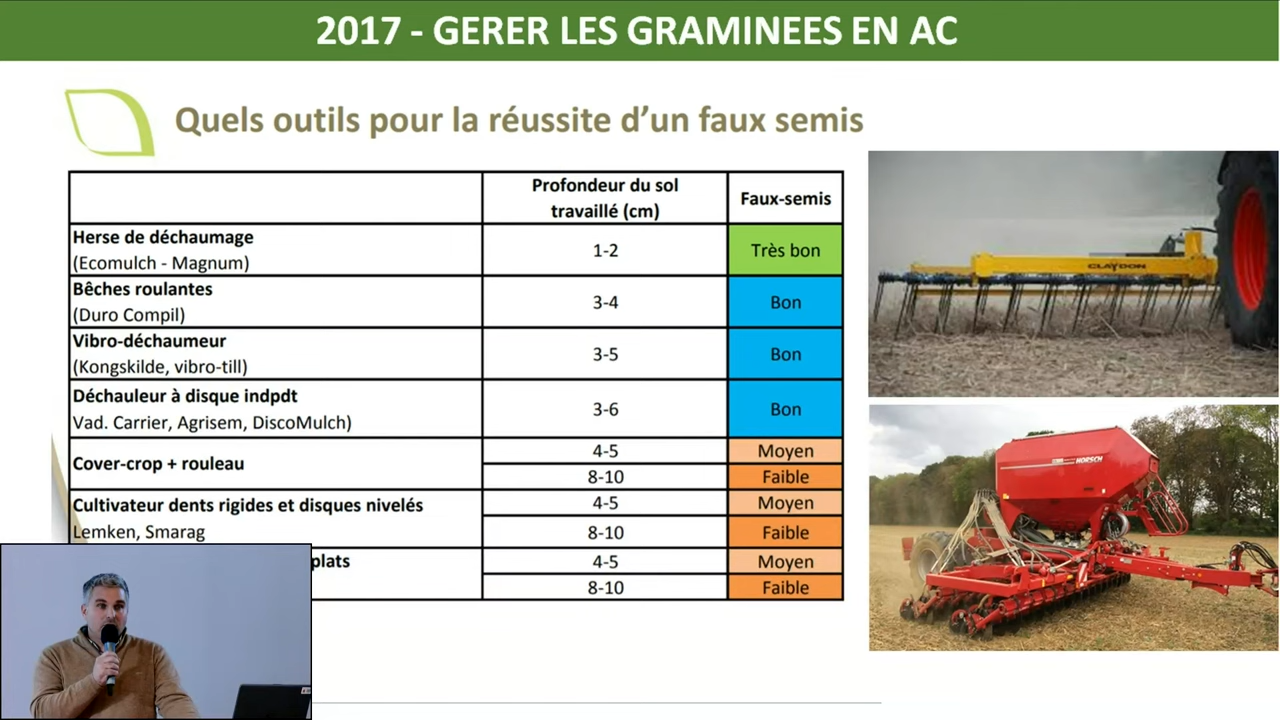 2017 - GERER LES GRAMINEES EN AC
Quels outils pour la réussite d’un faux semis
Profondeur du sol
travaillé (cm)
Faux-semis
Herse de déchaumage
(Ecomulch - Magnum)
1-2
Très bon
Bêches roulantes
(Duro Compil)
3-4
Bon
Vibro-déchaumeur
(Kongskilde, vibro-till)
3-5
Bon
Déchauleur à disque indpdt
Vad. Carrier, Agrisem, DiscoMulch)
3-6
Bon
Cover-crop + rouleau
4-5
Moyen
8-10
Faible
Cultivateur dents rigides et disques nivelés
Lemken, Smarag
4-5
Moyen
8-10
Faible
plats
4-5
Moyen
8-10
Faible
CLAYDON
HORSCH